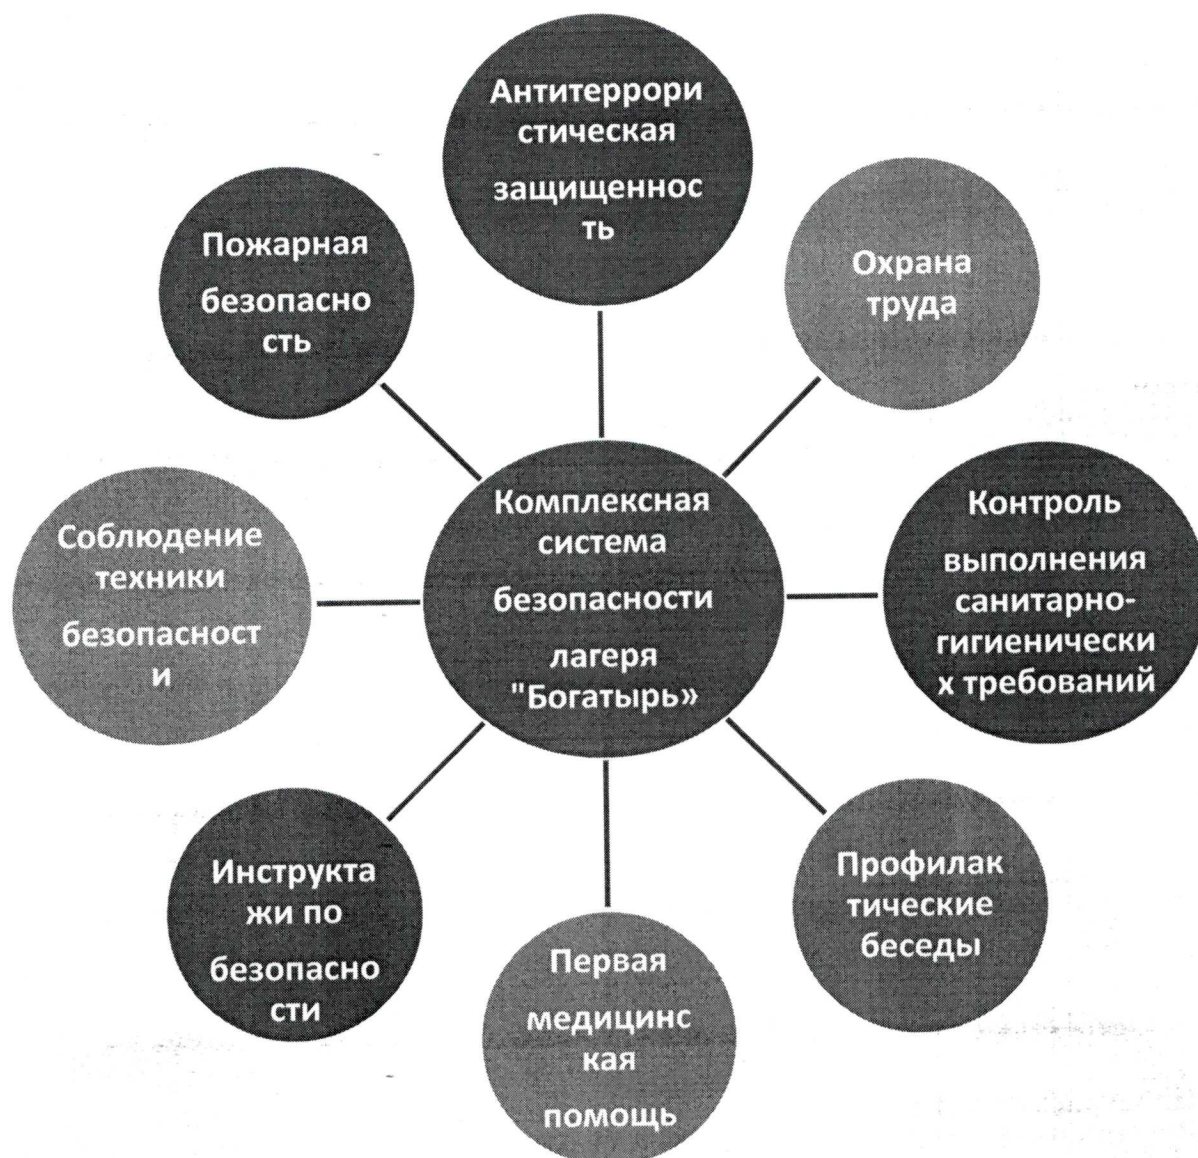 Антитеррори
стическая
защищеннос
ть
Пожарная
безопасно
сть
Охрана
труда
Соблюдение
техники
безопасност
и
Комплексная
система
безопасности
лагеря
"Богатырь»
Контроль
выполнения
санитарно-
гигиенически
х требований
Инструкта
жи по
безопасно
сти
Первая
медицинс
кая
помощь
Профилак
тические
беседы